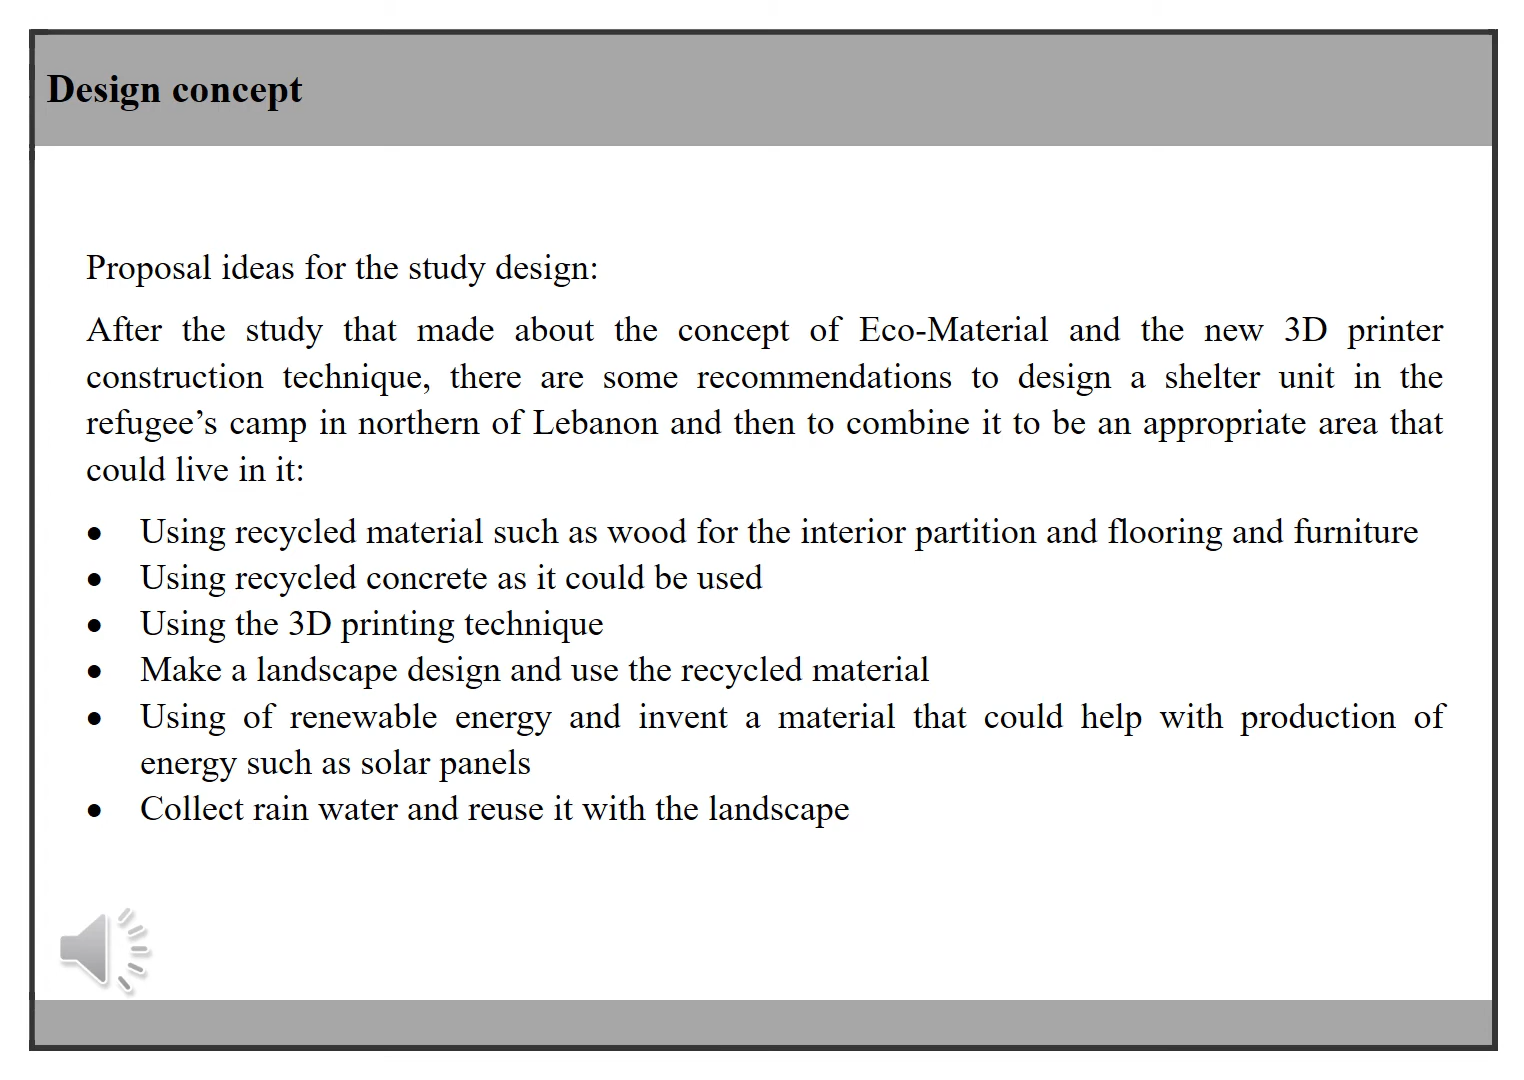 Design concept
Proposal ideas for the study design:
After the study that made about the concept of Eco-Material and the new 3D printer
construction technique, there are some recommendations to design a shelter unit in the
refugee’s camp in northern of Lebanon and then to combine it to be an appropriate area that
could live in it:
• Using recycled material such as wood for the interior partition and flooring and furniture
• Using recycled concrete as it could be used
• Using the 3D printing technique
• Make a landscape design and use the recycled material
• Using of renewable energy and invent a material that could help with production of
energy such as solar panels
• Collect rain water and reuse it with the landscape